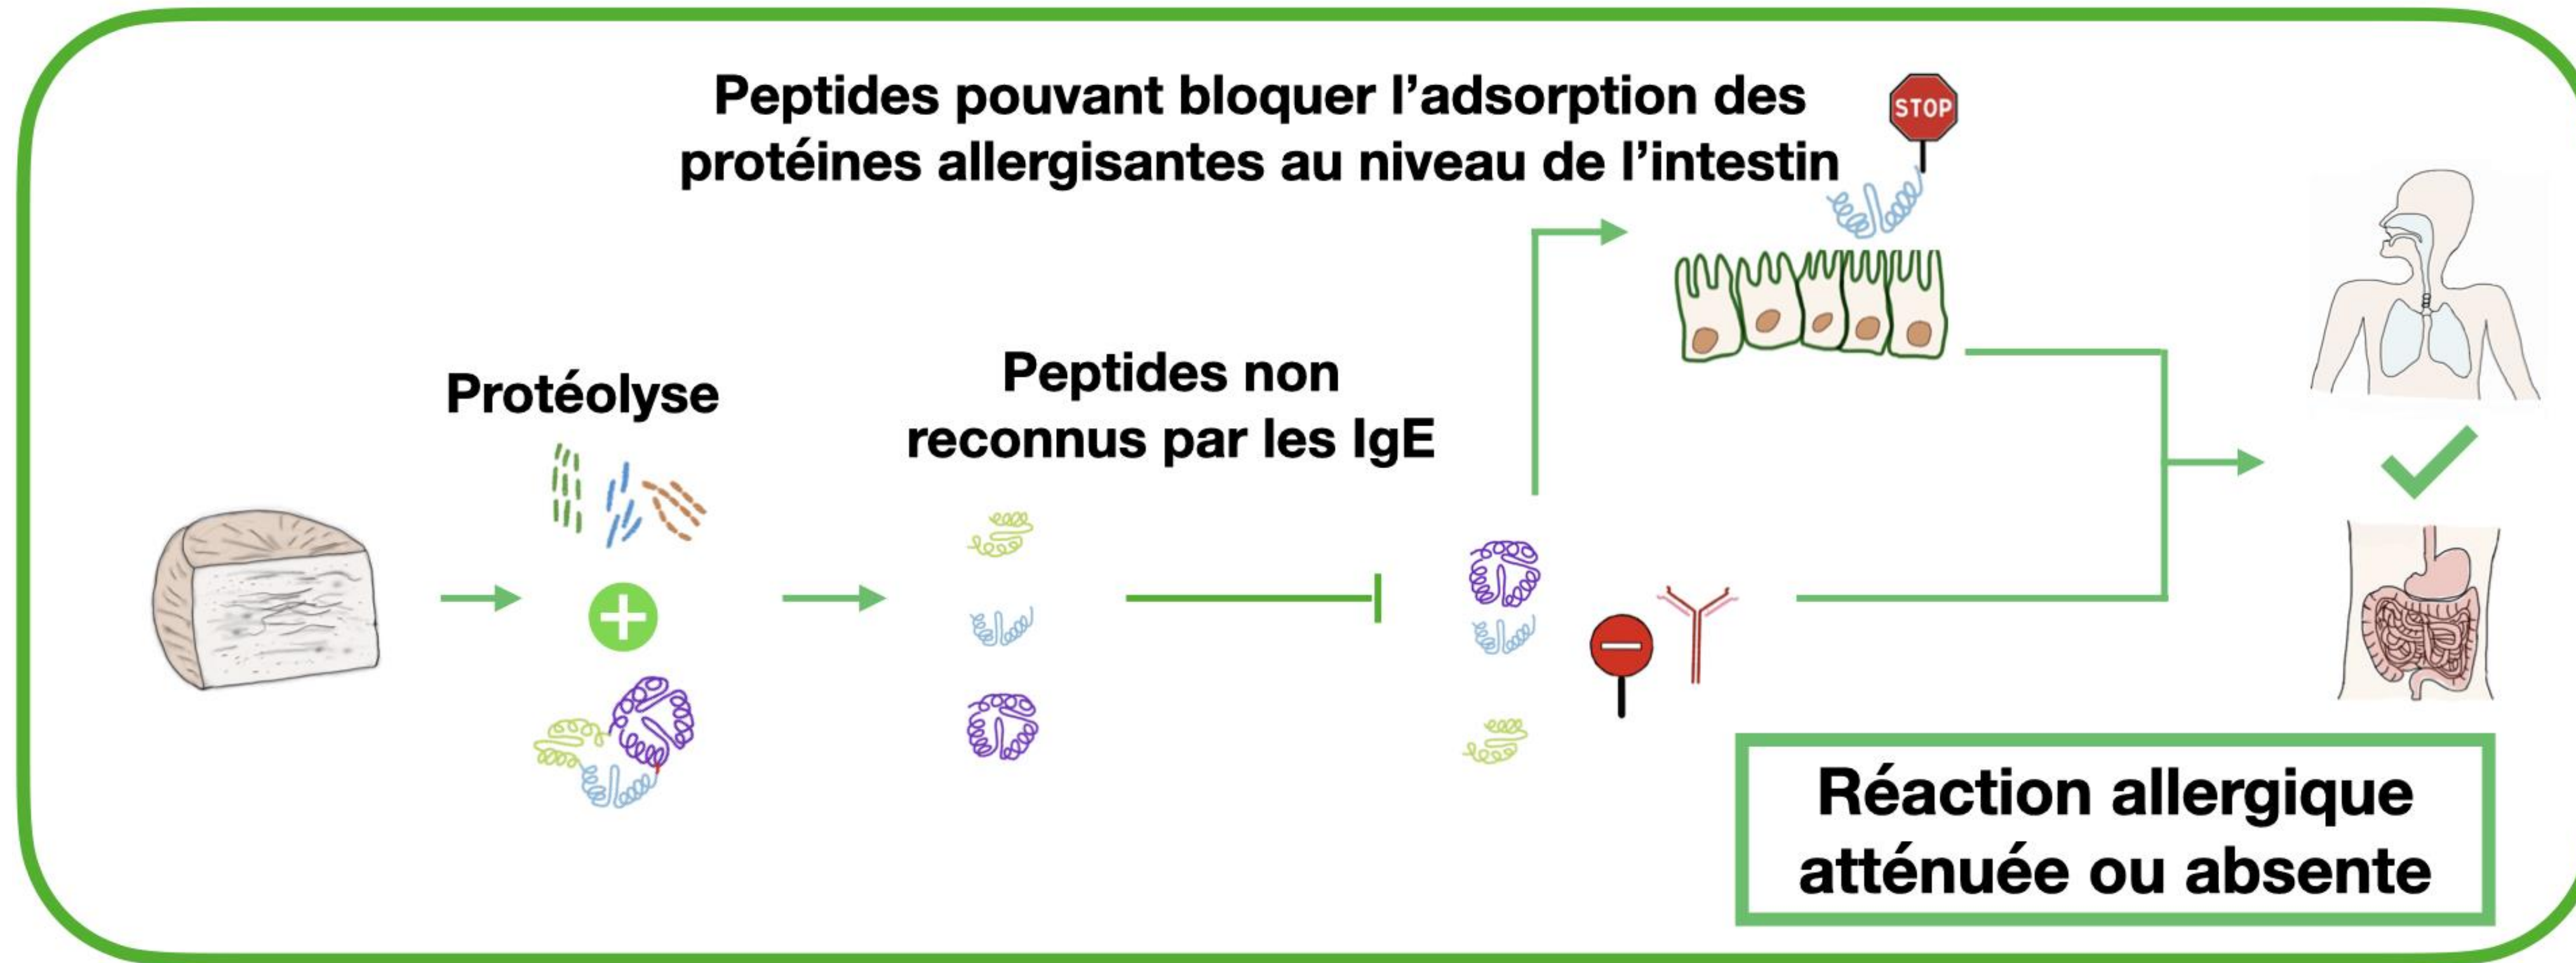 Peptides pouvant bloquer l’adsorption des
protéines allergisantes au niveau de l’intestin
STOP
Protéolyse
Peptides non
reconnus par les IgE
Réaction allergique
atténuée ou absente